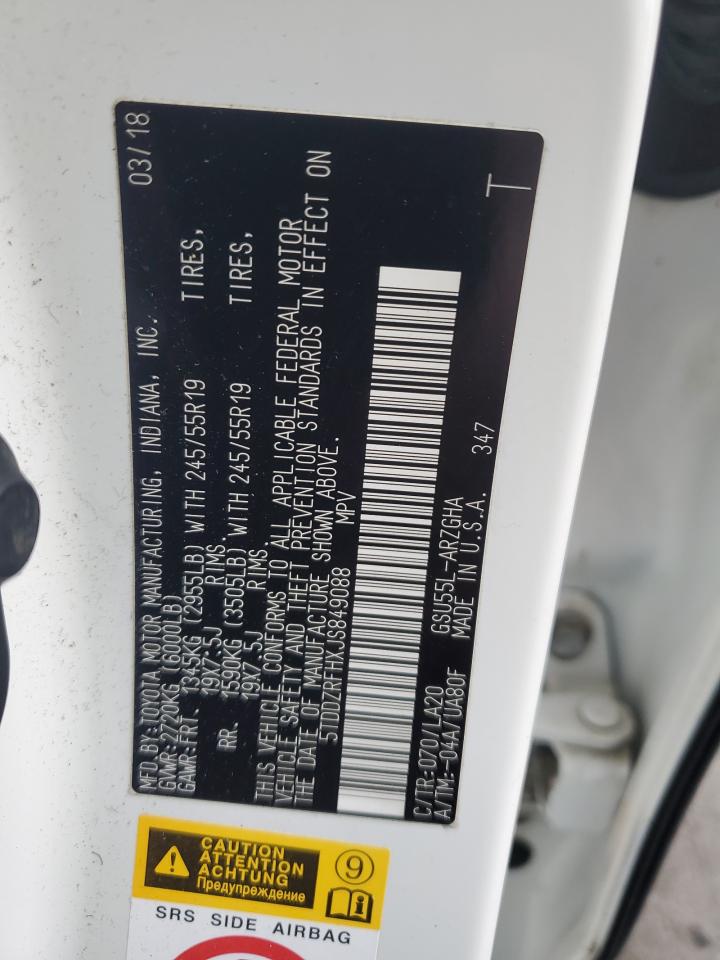 MFD.BY:TOYOTA MOTOR MANUFACTURING, INDIANA, INC. 03/18
GVWR:2720KG (6000LB)
GAWR:FRT 1345KG (2955LB) WITH 245/55R19 TIRES,
19X7.5J RIMS.
RR. 1590KG (3505LB) WITH 245/55R19 TIRES,
19X7.5J RIMS.
THIS VEHICLE CONFORMS TO ALL APPLICABLE FEDERAL MOTOR
VEHICLE SAFETY AND THEFT PREVENTION STANDARDS IN EFFECT ON
THE DATE OF MANUFACTURE SHOWN ABOVE.
5TDDZRFHXJS849088 MPV
C/TR:070/LA20 GSU55L-ARZGHA
A/TM:-04A/UA80F MADE IN U.S.A. 347 T
CAUTION
ATTENTION
ACHTUNG
Предупреждение
9
SRS SIDE AIRBAG